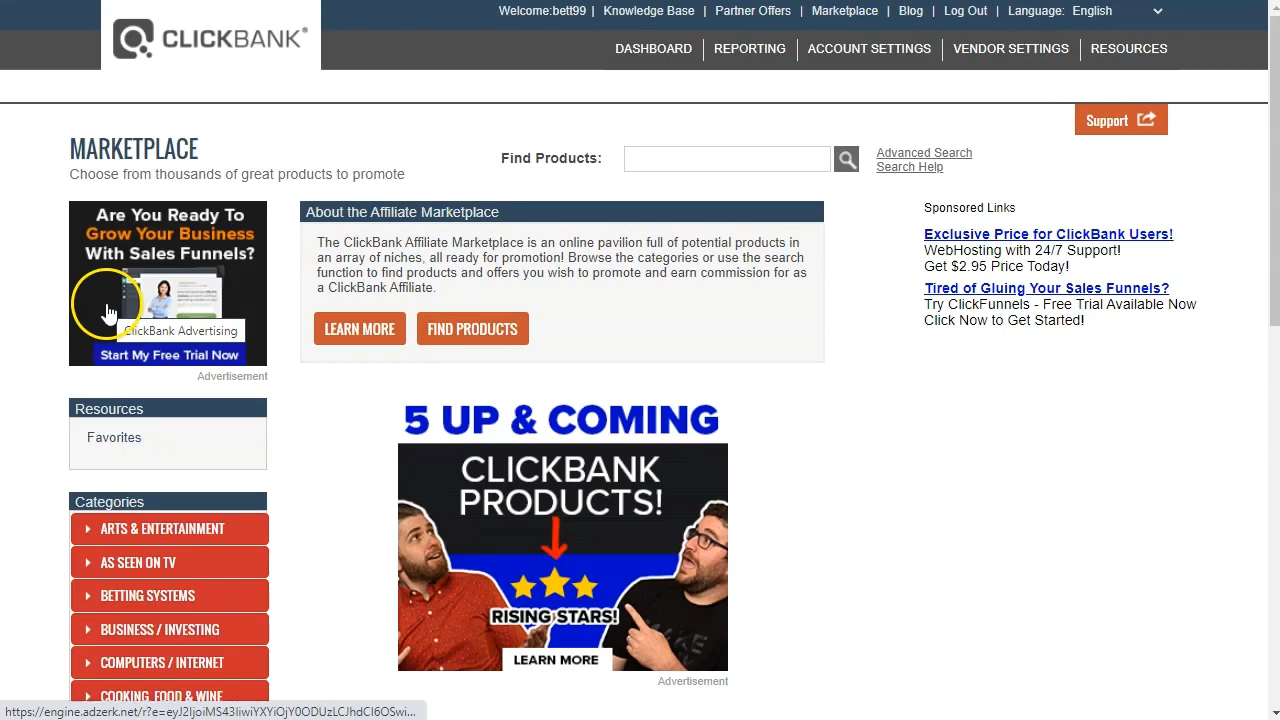 Welcome:bett99 | Knowledge Base | Partner Offers | Marketplace | Blog | Log Out | Language: English
CLICKBANK®
DASHBOARD REPORTING ACCOUNT SETTINGS VENDOR SETTINGS RESOURCES
Support
MARKETPLACE
Choose from thousands of great products to promote
Find Products:
Advanced Search
Search Help
Are You Ready To
Grow Your Business
With Sales Funnels?
ClickBank Advertising
Start My Free Trial Now
Advertisement
About the Affiliate Marketplace
The ClickBank Affiliate Marketplace is an online pavilion full of potential products in
an array of niches, all ready for promotion! Browse the categories or use the search
function to find products and offers you wish to promote and earn commission for as
a ClickBank Affiliate.
LEARN MORE FIND PRODUCTS
Sponsored Links
Exclusive Price for ClickBank Users!
WebHosting with 24/7 Support!
Get $2.95 Price Today!
Tired of Gluing Your Sales Funnels?
Try ClickFunnels - Free Trial Available Now
Click Now to Get Started!
Resources
Favorites
Categories
ARTS & ENTERTAINMENT
AS SEEN ON TV
BETTING SYSTEMS
BUSINESS / INVESTING
COMPUTERS / INTERNET
COOKING, FOOD & WINE
5 UP & COMING
CLICKBANK
PRODUCTS!
RISING STARS!
LEARN MORE
Advertisement